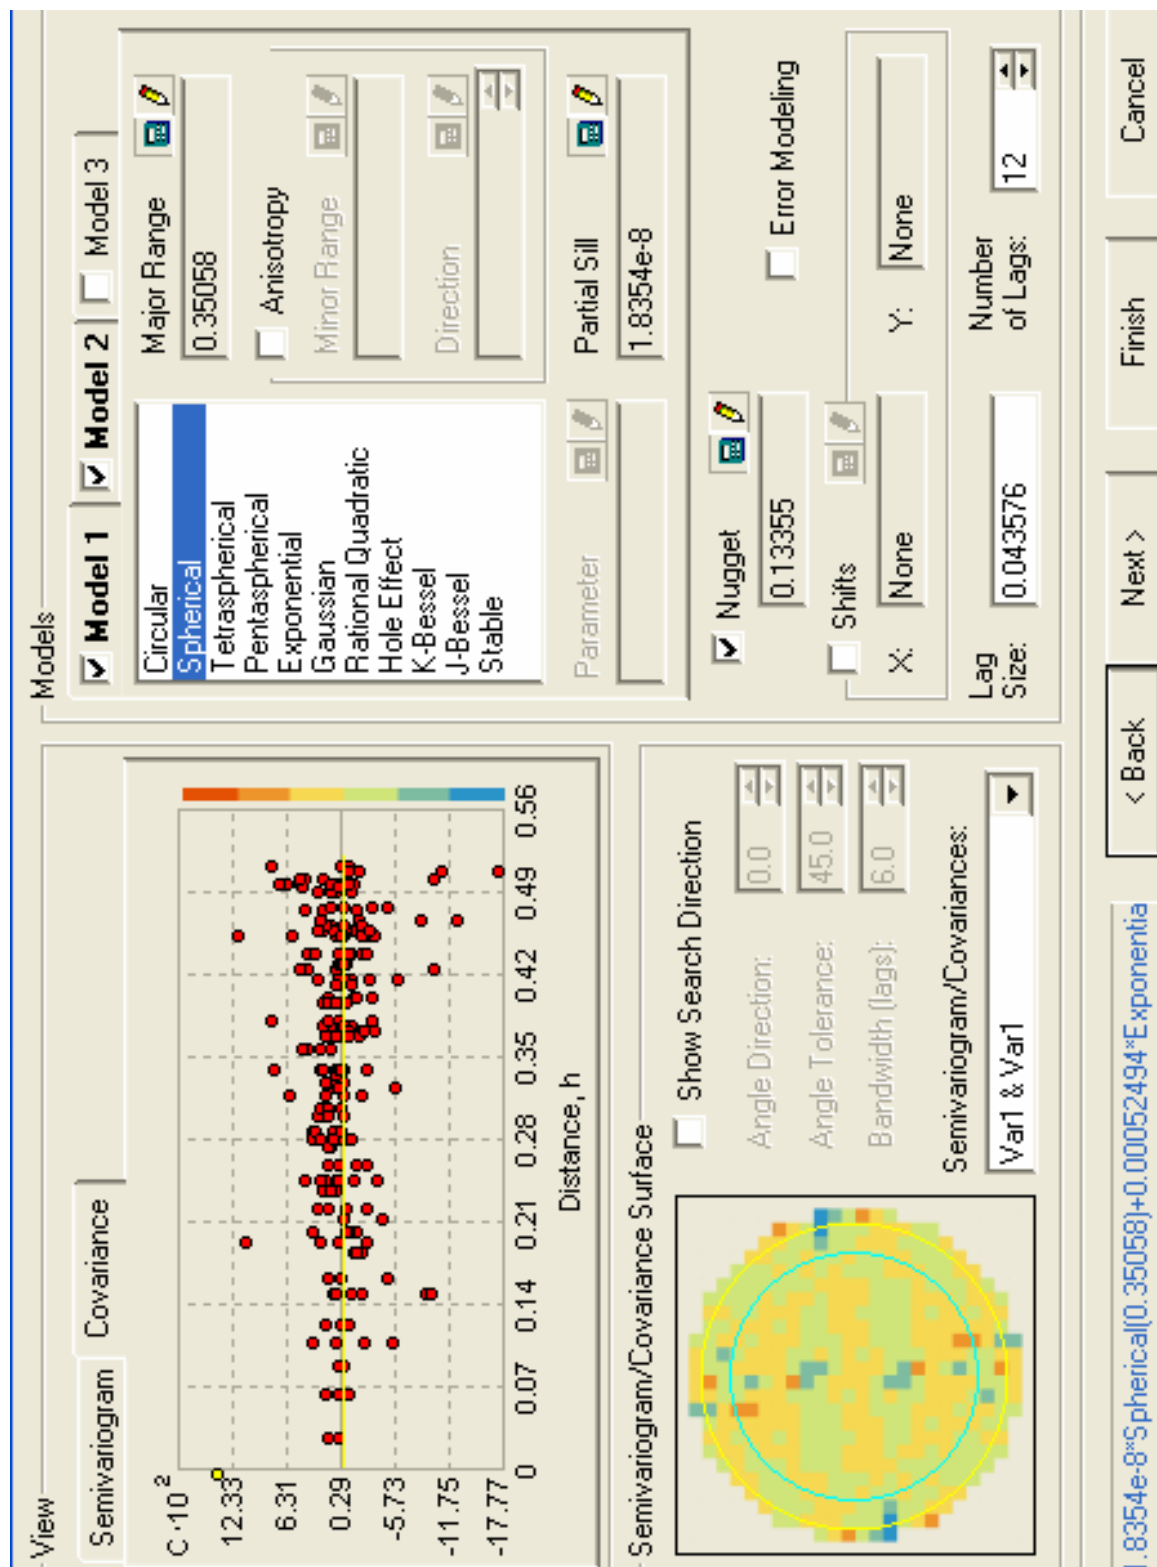 View
Semivariogram
Covariance
C ·10²
12.33
6.31
0.29
-5.73
-11.75
-17.77
0
0.07
0.14
0.21
0.28
0.35
0.42
0.49
0.56
Distance, h
Semivariogram/Covariance Surface
Show Search Direction
Angle Direction:
0.0
Angle Tolerance:
45.0
Bandwidth (lags):
6.0
Semivariogram/Covariances:
Var1 & Var1
Models
Model 1
Model 2
Model 3
Circular
Spherical
Tetraspherical
Pentaspherical
Exponential
Gaussian
Rational Quadratic
Hole Effect
K-Bessel
J-Bessel
Stable
Major Range
0.35058
Anisotropy
Minor Range
Direction
Parameter
Partial Sill
1.8354e-8
Nugget
0.13355
Error Modeling
Shifts
X:
None
Y:
None
Lag
Size:
0.043576
Number
of Lags:
12
1.8354e-8*Spherical(0.35058)+0.00052494*Exponentia
< Back
Next >
Finish
Cancel